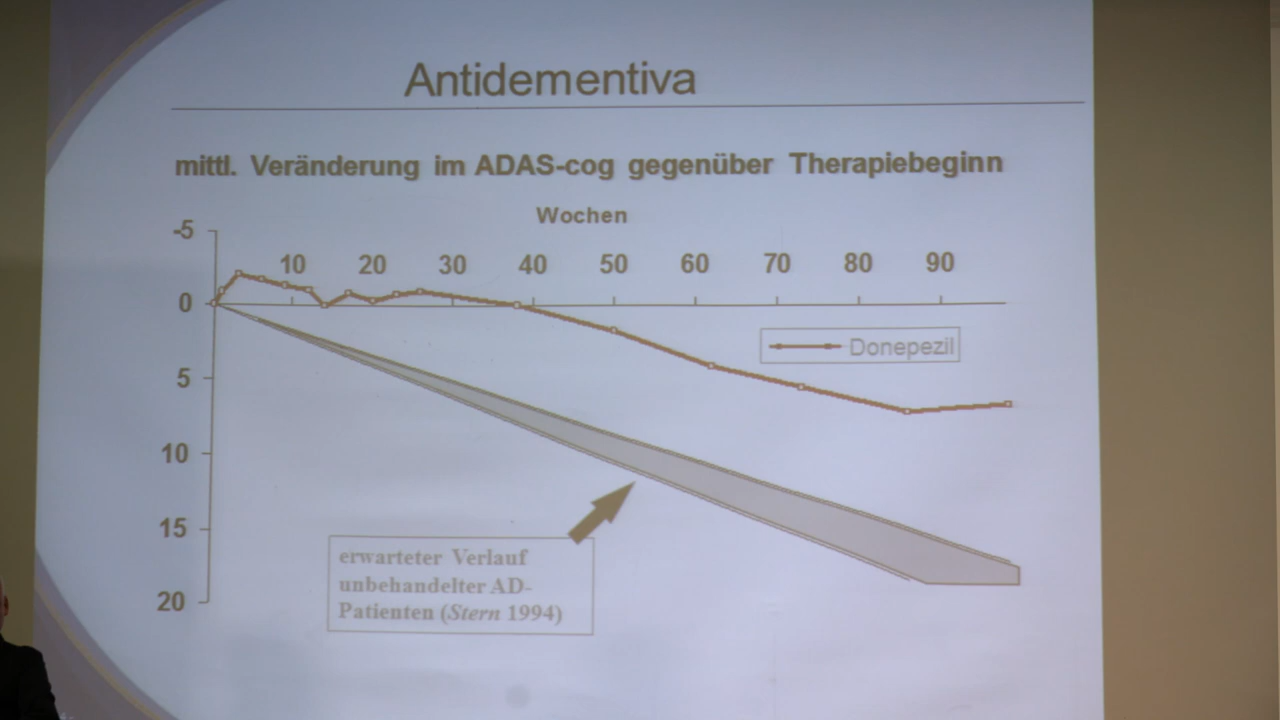 Antidementiva
mittl. Veränderung im ADAS-cog gegenüber Therapiebeginn
Wochen
-5
10 20 30 40 50 60 70 80 90
0
Donepezil
5
10
15
erwarteter Verlauf
unbehandelter AD-
Patienten (Stern 1994)
20